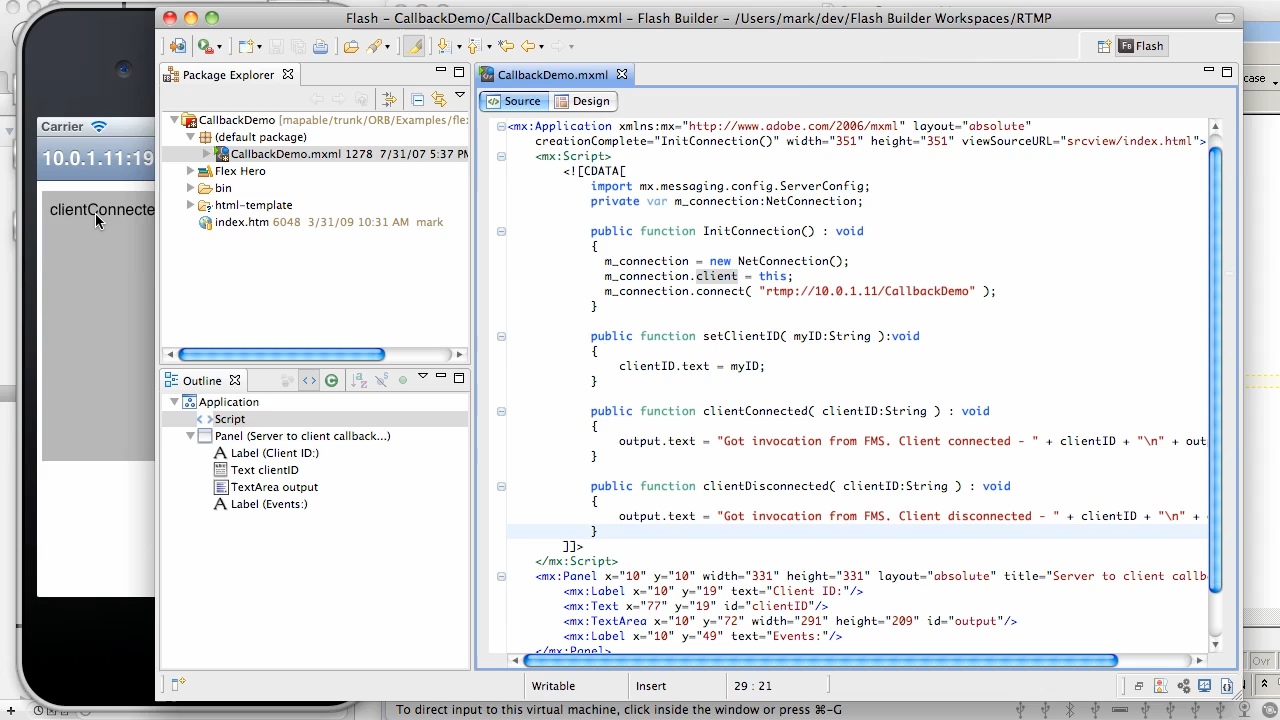 Flash - CallbackDemo/CallbackDemo.mxml - Flash Builder - /Users/mark/dev/Flash Builder Workspaces/RTMP
Fb Flash
Package Explorer
CallbackDemo [mapable/trunk/ORB/Examples/fle
(default package)
CallbackDemo.mxml 1278 7/31/07 5:37 PM
Flex Hero
bin
html-template
index.htm 6048 3/31/09 10:31 AM mark
Outline
Application
Script
Panel (Server to client callback...)
Label (Client ID:)
Text clientID
TextArea output
Label (Events:)
CallbackDemo.mxml
Source
Design
<mx:Application xmlns:mx="http://www.adobe.com/2006/mxml" layout="absolute"
creationComplete="InitConnection()" width="351" height="351" viewSourceURL="srcview/index.html">
<mx:Script>
<![CDATA[
import mx.messaging.config.ServerConfig;
private var m_connection:NetConnection;
public function InitConnection() : void
{
m_connection = new NetConnection();
m_connection.client = this;
m_connection.connect( "rtmp://10.0.1.11/CallbackDemo" );
}
public function setClientID( myID:String ):void
{
clientID.text = myID;
}
public function clientConnected( clientID:String ) : void
{
output.text = "Got invocation from FMS. Client connected - " + clientID + "\n" + out
}
public function clientDisconnected( clientID:String ) : void
{
output.text = "Got invocation from FMS. Client disconnected - " + clientID + "\n" +
}
]]>
</mx:Script>
<mx:Panel x="10" y="10" width="331" height="331" layout="absolute" title="Server to client callb
<mx:Label x="10" y="19" text="Client ID:"/>
<mx:Text x="77" y="19" id="clientID"/>
<mx:TextArea x="10" y="72" width="291" height="209" id="output"/>
<mx:Label x="10" y="49" text="Events:"/>
</mx:Panel>
Writable
Insert
29 : 21
Carrier
10.0.1.11:19
clientConnecte
case
Ovr
To direct input to this virtual machine, click inside the window or press ⌘-G